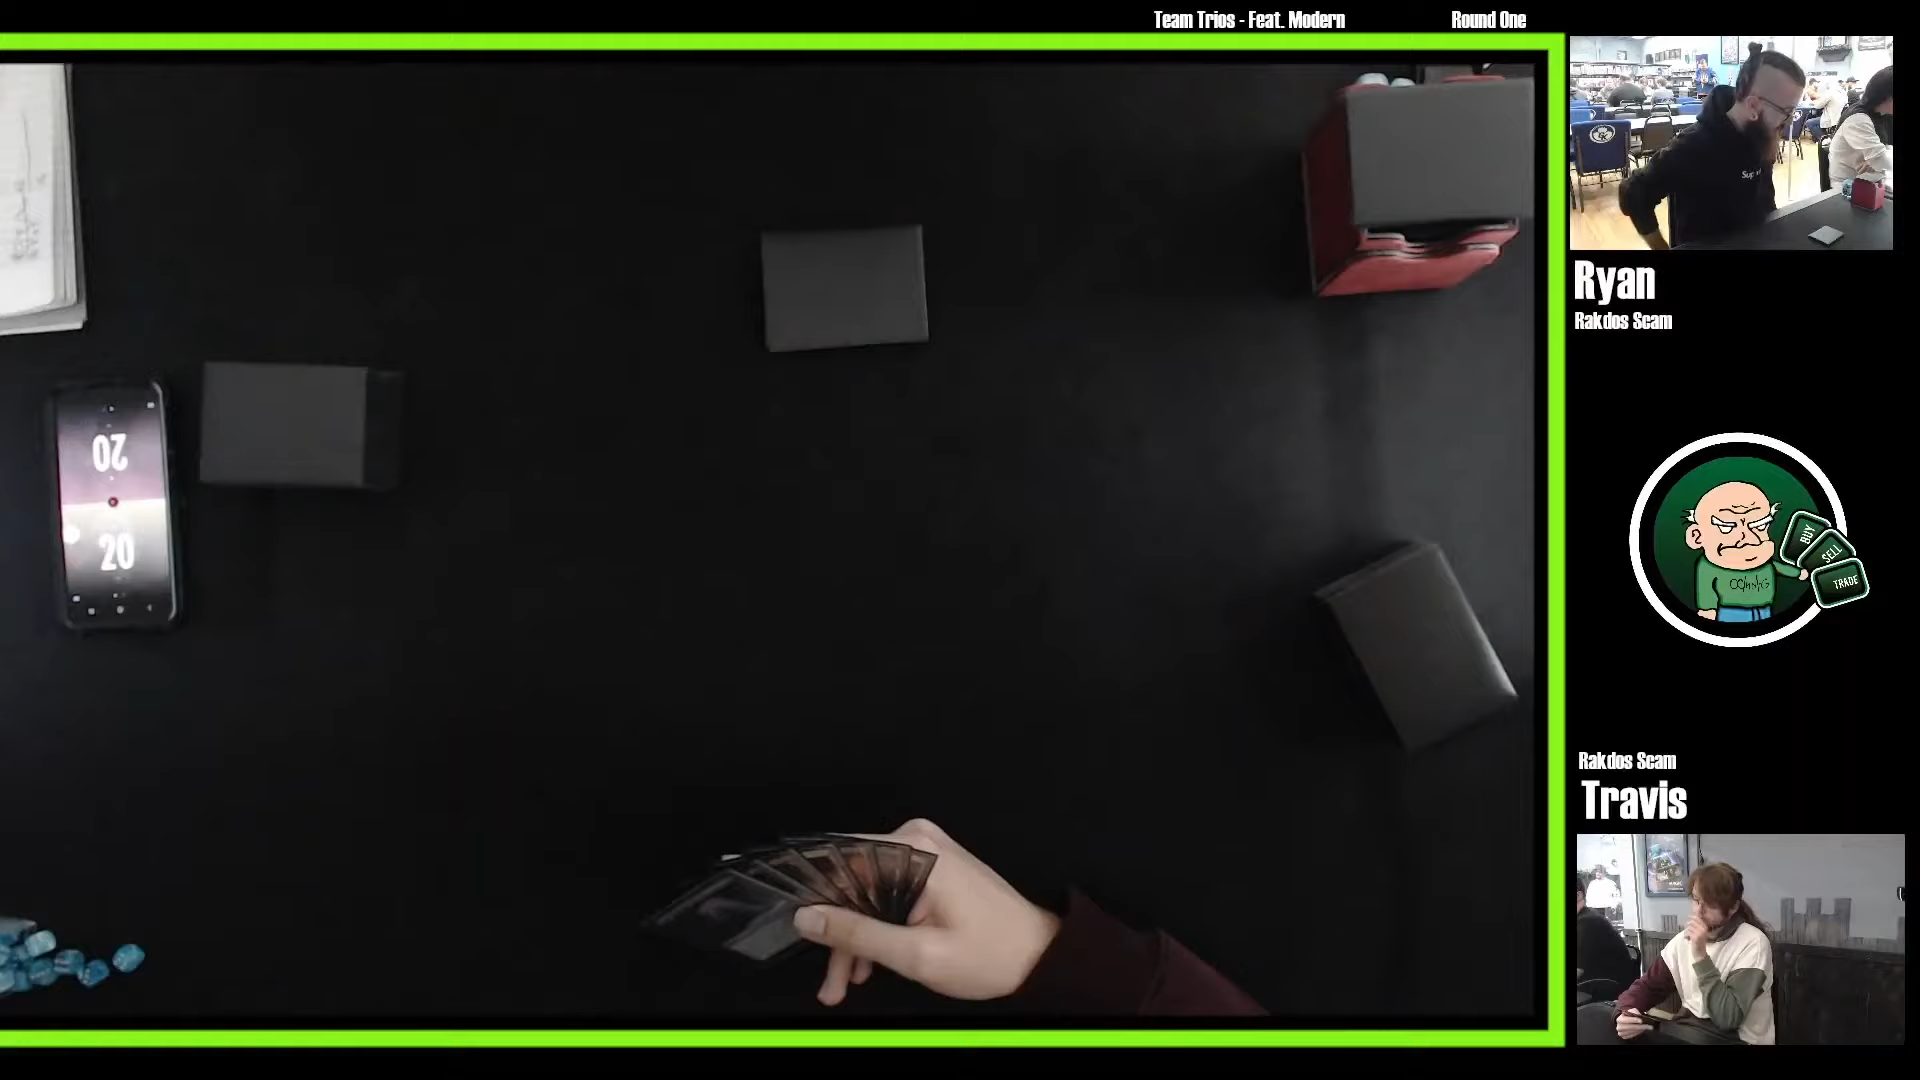 Team Trios - Feat. Modern
Round One
Ryan
Rakdos Scam
20
20
BUY
SELL
TRADE
Rakdos Scam
Travis